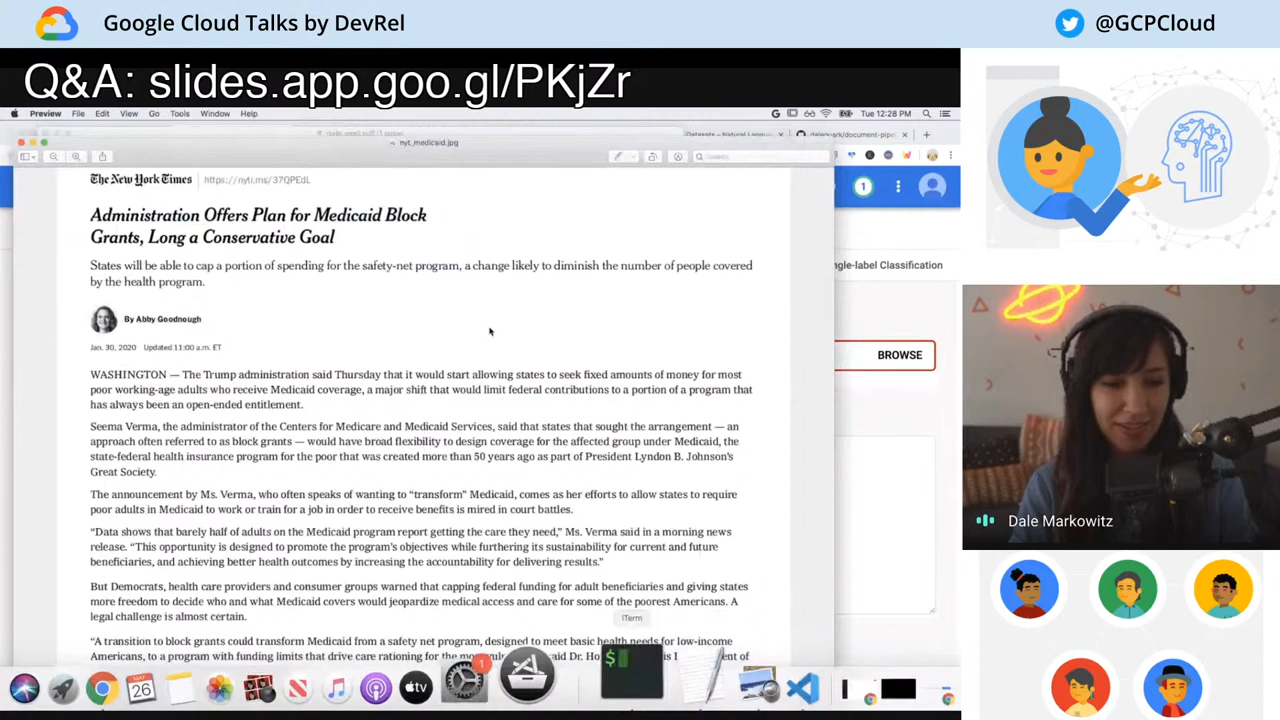 Google Cloud Talks by DevRel
@GCPCloud
Q&A: slides.app.goo.gl/PKjZr
Preview File Edit View Go Tools Window Help
Tue 12:28 PM
nyt_medicaid.jpg
The New York Times
https://nyti.ms/37QPEdL
Administration Offers Plan for Medicaid Block
Grants, Long a Conservative Goal
States will be able to cap a portion of spending for the safety-net program, a change likely to diminish the number of people covered
by the health program.
By Abby Goodnough
Jan. 30, 2020 Updated 11:00 a.m. ET
WASHINGTON — The Trump administration said Thursday that it would start allowing states to seek fixed amounts of money for most
poor working-age adults who receive Medicaid coverage, a major shift that would limit federal contributions to a portion of a program that
has always been an open-ended entitlement.
Seema Verma, the administrator of the Centers for Medicare and Medicaid Services, said that states that sought the arrangement — an
approach often referred to as block grants — would have broad flexibility to design coverage for the affected group under Medicaid, the
state-federal health insurance program for the poor that was created more than 50 years ago as part of President Lyndon B. Johnson's
Great Society.
The announcement by Ms. Verma, who often speaks of wanting to “transform” Medicaid, comes as her efforts to allow states to require
poor adults in Medicaid to work or train for a job in order to receive benefits is mired in court battles.
“Data shows that barely half of adults on the Medicaid program report getting the care they need,” Ms. Verma said in a morning news
release. “This opportunity is designed to promote the program's objectives while furthering its sustainability for current and future
beneficiaries, and achieving better health outcomes by increasing the accountability for delivering results.”
But Democrats, health care providers and consumer groups warned that capping federal funding for adult beneficiaries and giving states
more freedom to decide who and what Medicaid covers would jeopardize medical access and care for some of the poorest Americans. A
legal challenge is almost certain.
“A transition to block grants could transform Medicaid from a safety net program, designed to meet basic health needs for low-income
Americans, to a program with funding limits that drive care rationing for the
said Dr.
of
iTerm
1
ngle-label Classification
BROWSE
Dale Markowitz
MAY
26
1
tv
$